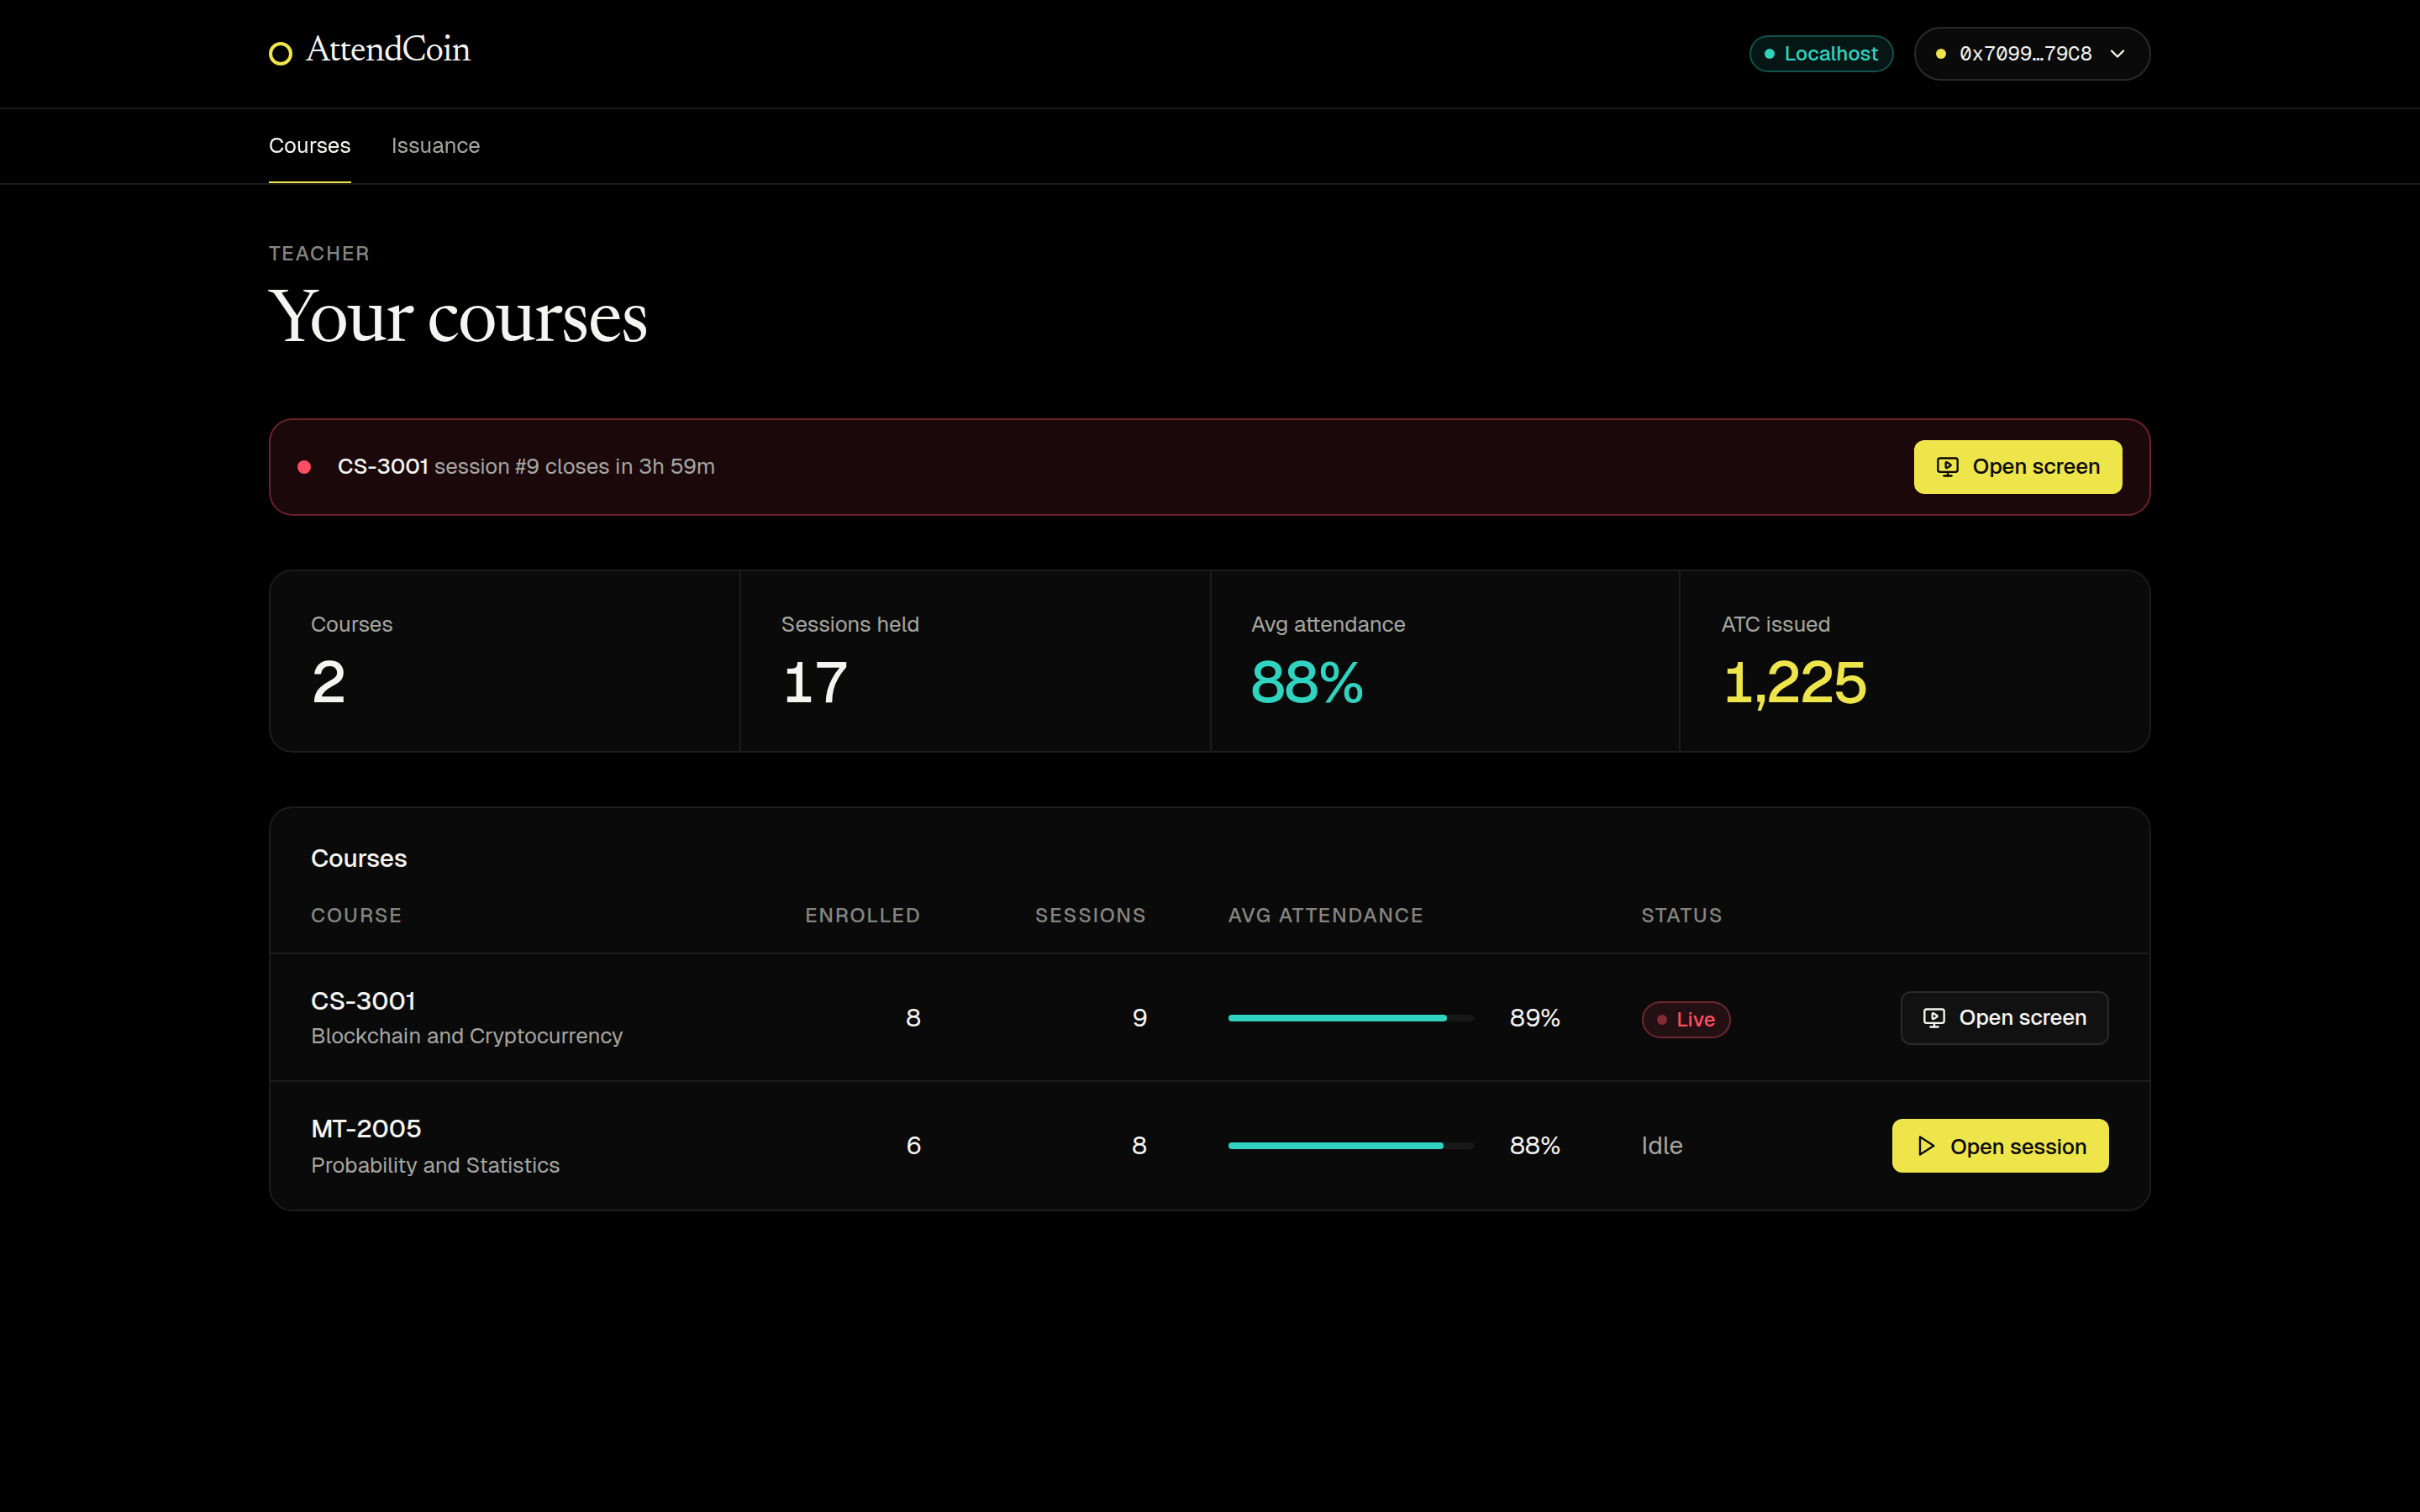 AttendCoin
Localhost
0x7099…79C8
Courses Issuance
TEACHER
Your courses
CS-3001 session #9 closes in 3h 59m
Open screen
Courses Sessions held Avg attendance ATC issued
2 17 88% 1,225
Courses
COURSE ENROLLED SESSIONS AVG ATTENDANCE STATUS
CS-3001
Blockchain and Cryptocurrency
8 9 89% Live Open screen
MT-2005
Probability and Statistics
6 8 88% Idle Open session